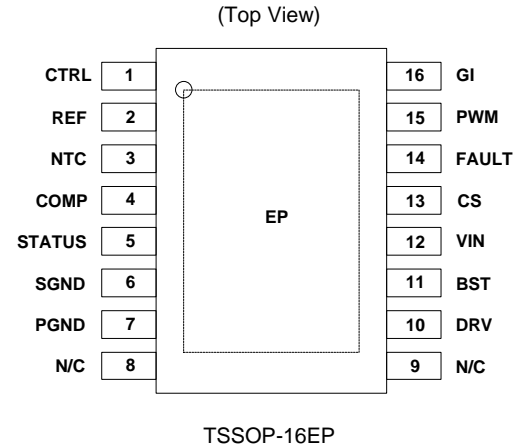 (Top View)
CTRL 1 16 GI
REF 2 15 PWM
NTC 3 14 FAULT
COMP 4 13 CS
EP
STATUS 5 12 VIN
SGND 6 11 BST
PGND 7 10 DRV
N/C 8 9 N/C
TSSOP-16EP